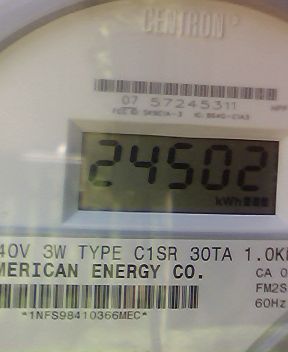 CENTRON®
07 57245311
24502
kWh
40V 3W TYPE C1SR 30TA 1.0K
MERICAN ENERGY CO.
CA 0
FM2S
60Hz
*1NFS98410366MEC*